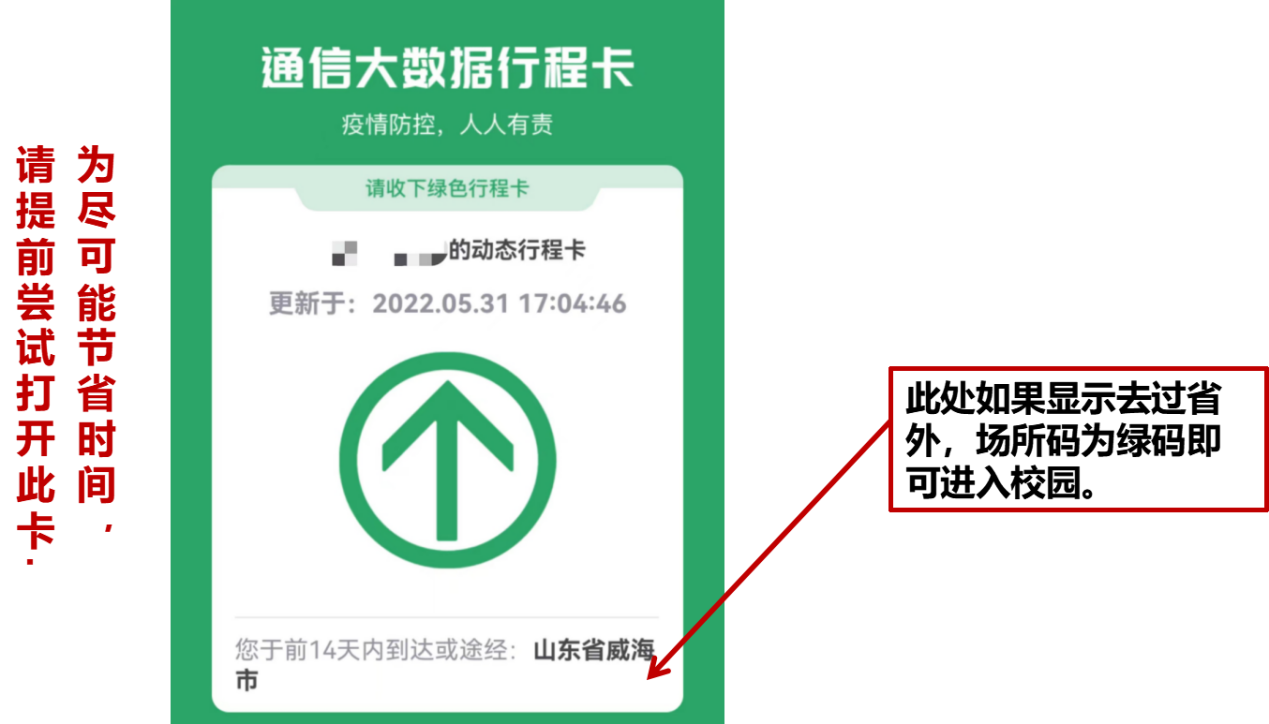 为尽可能节省时间，
请提前尝试打开此卡.
通信大数据行程卡
疫情防控，人人有责
请收下绿色行程卡
的动态行程卡
更新于：2022.05.31 17:04:46
您于前14天内到达或途经：山东省威海
市
此处如果显示去过省
外，场所码为绿码即
可进入校园。